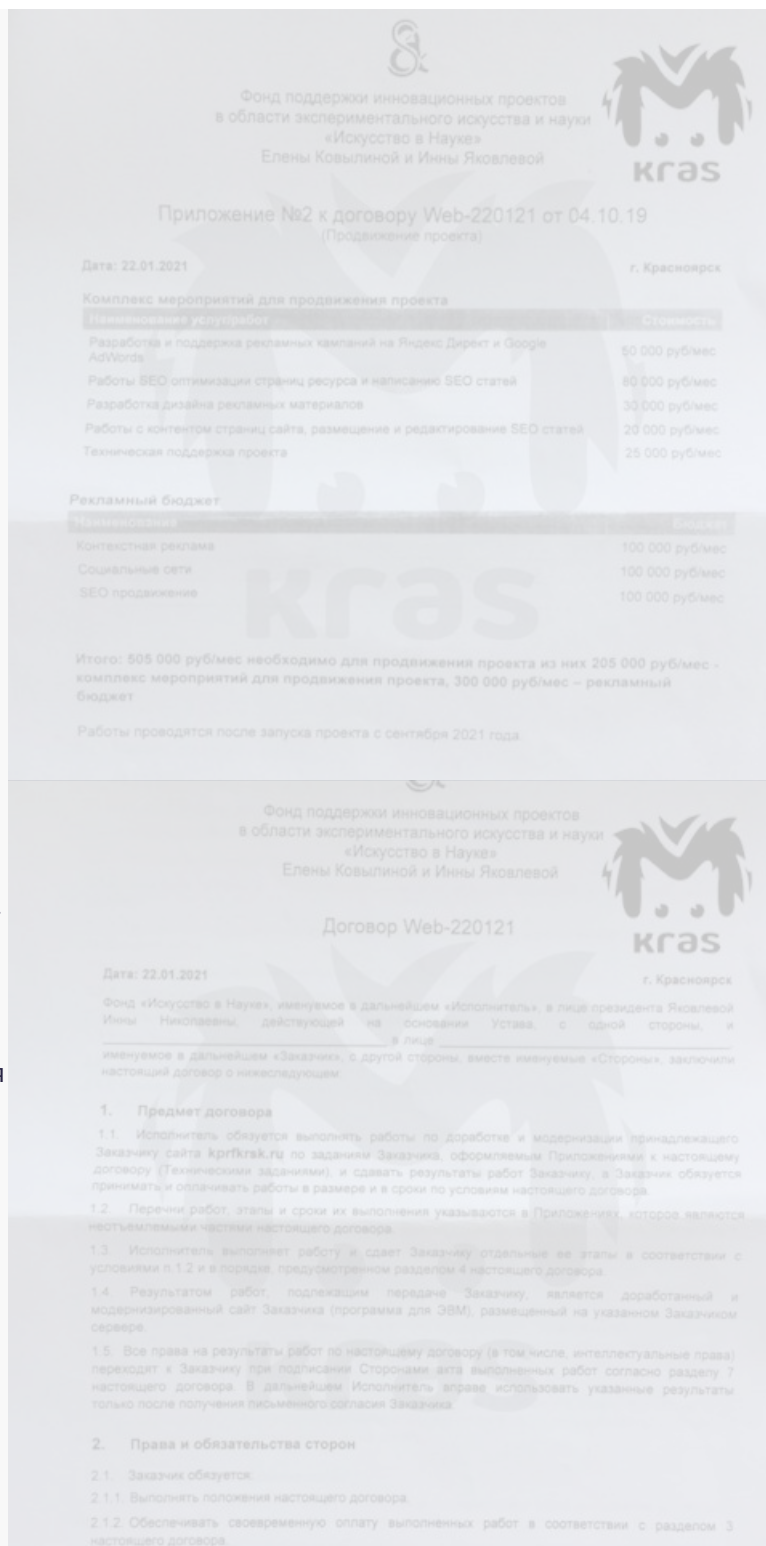 Фонд поддержки инновационных проектов
в области экспериментального искусства и науки
«Искусство в Науке»
Елены Ковылиной и Инны Яковлевой
кras
Приложение №2 к договору Web-220121 от 04.10.19
(Продвижение проекта)
Дата: 22.01.2021 г. Красноярск
Комплекс мероприятий для продвижения проекта
Наименование услуг/работ Стоимость
Разработка и поддержка рекламных кампаний на Яндекс Директ и Google
AdWords 50 000 руб/мес
Работы SEO оптимизации страниц ресурса и написанию SEO статей 80 000 руб/мес
Разработка дизайна рекламных материалов 30 000 руб/мес
Работы с контентом страниц сайта, размещение и редактирование SEO статей 20 000 руб/мес
Техническая поддержка проекта 25 000 руб/мес
Рекламный бюджет
Наименование Бюджет
Контекстная реклама 100 000 руб/мес
Социальные сети 100 000 руб/мес
SEO продвижение 100 000 руб/мес
кras
Итого: 505 000 руб/мес необходимо для продвижения проекта из них 205 000 руб/мес -
комплекс мероприятий для продвижения проекта, 300 000 руб/мес – рекламный
бюджет
Работы проводятся после запуска проекта с сентября 2021 года.
Фонд поддержки инновационных проектов
в области экспериментального искусства и науки
«Искусство в Науке»
Елены Ковылиной и Инны Яковлевой
кras
Договор Web-220121
Дата: 22.01.2021 г. Красноярск
Фонд «Искусство в Науке», именуемое в дальнейшем «Исполнитель», в лице президента Яковлевой
Инны Николаевны, действующей на основании Устава, с одной стороны, и
в лице
именуемое в дальнейшем «Заказчик», с другой стороны, вместе именуемые «Стороны», заключили
настоящий договор о нижеследующем:
1. Предмет договора
1.1. Исполнитель обязуется выполнять работы по доработке и модернизации принадлежащего
Заказчику сайта kprfkrsk.ru по заданиям Заказчика, оформляемым Приложениями к настоящему
договору (Техническими заданиями), и сдавать результаты работ Заказчику, а Заказчик обязуется
принимать и оплачивать работы в размере и в сроки по условиям настоящего договора.
1.2. Перечни работ, этапы и сроки их выполнения указываются в Приложениях, которое являются
неотъемлемыми частями настоящего договора.
1.3. Исполнитель выполняет работу и сдает Заказчику отдельные ее этапы в соответствии с
условиями п.1.2 и в порядке, предусмотренном разделом 4 настоящего договора.
1.4. Результатом работ, подлежащим передаче Заказчику, является доработанный и
модернизированный сайт Заказчика (программа для ЭВМ), размещенный на указанном Заказчиком
сервере.
1.5. Все права на результаты работ по настоящему договору (в том числе, интеллектуальные права)
переходят к Заказчику при подписании Сторонами акта выполненных работ согласно разделу 7
настоящего договора. В дальнейшем Исполнитель вправе использовать указанные результаты
только после получения письменного согласия Заказчика.
2. Права и обязательства сторон
2.1. Заказчик обязуется:
2.1.1. Выполнять положения настоящего договора.
2.1.2. Обеспечивать своевременную оплату выполненных работ в соответствии с разделом 3
настоящего договора.